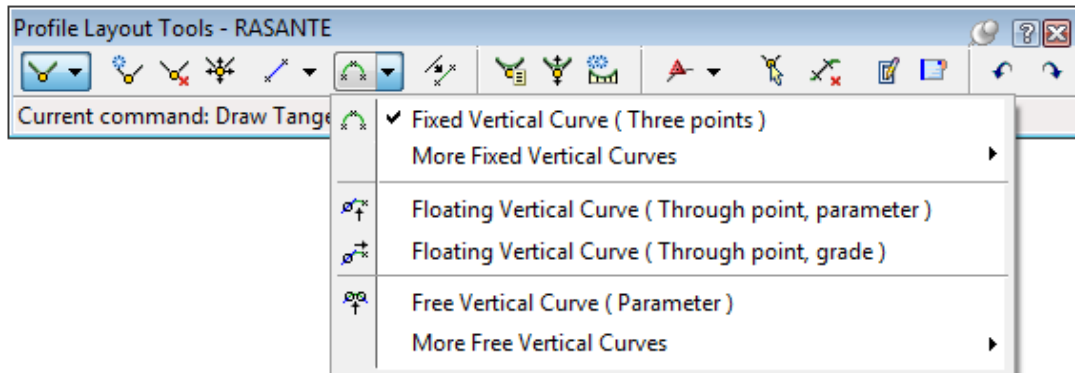 Profile Layout Tools - RASANTE
Current command: Draw Tange
Fixed Vertical Curve ( Three points )
More Fixed Vertical Curves
Floating Vertical Curve ( Through point, parameter )
Floating Vertical Curve ( Through point, grade )
Free Vertical Curve ( Parameter )
More Free Vertical Curves